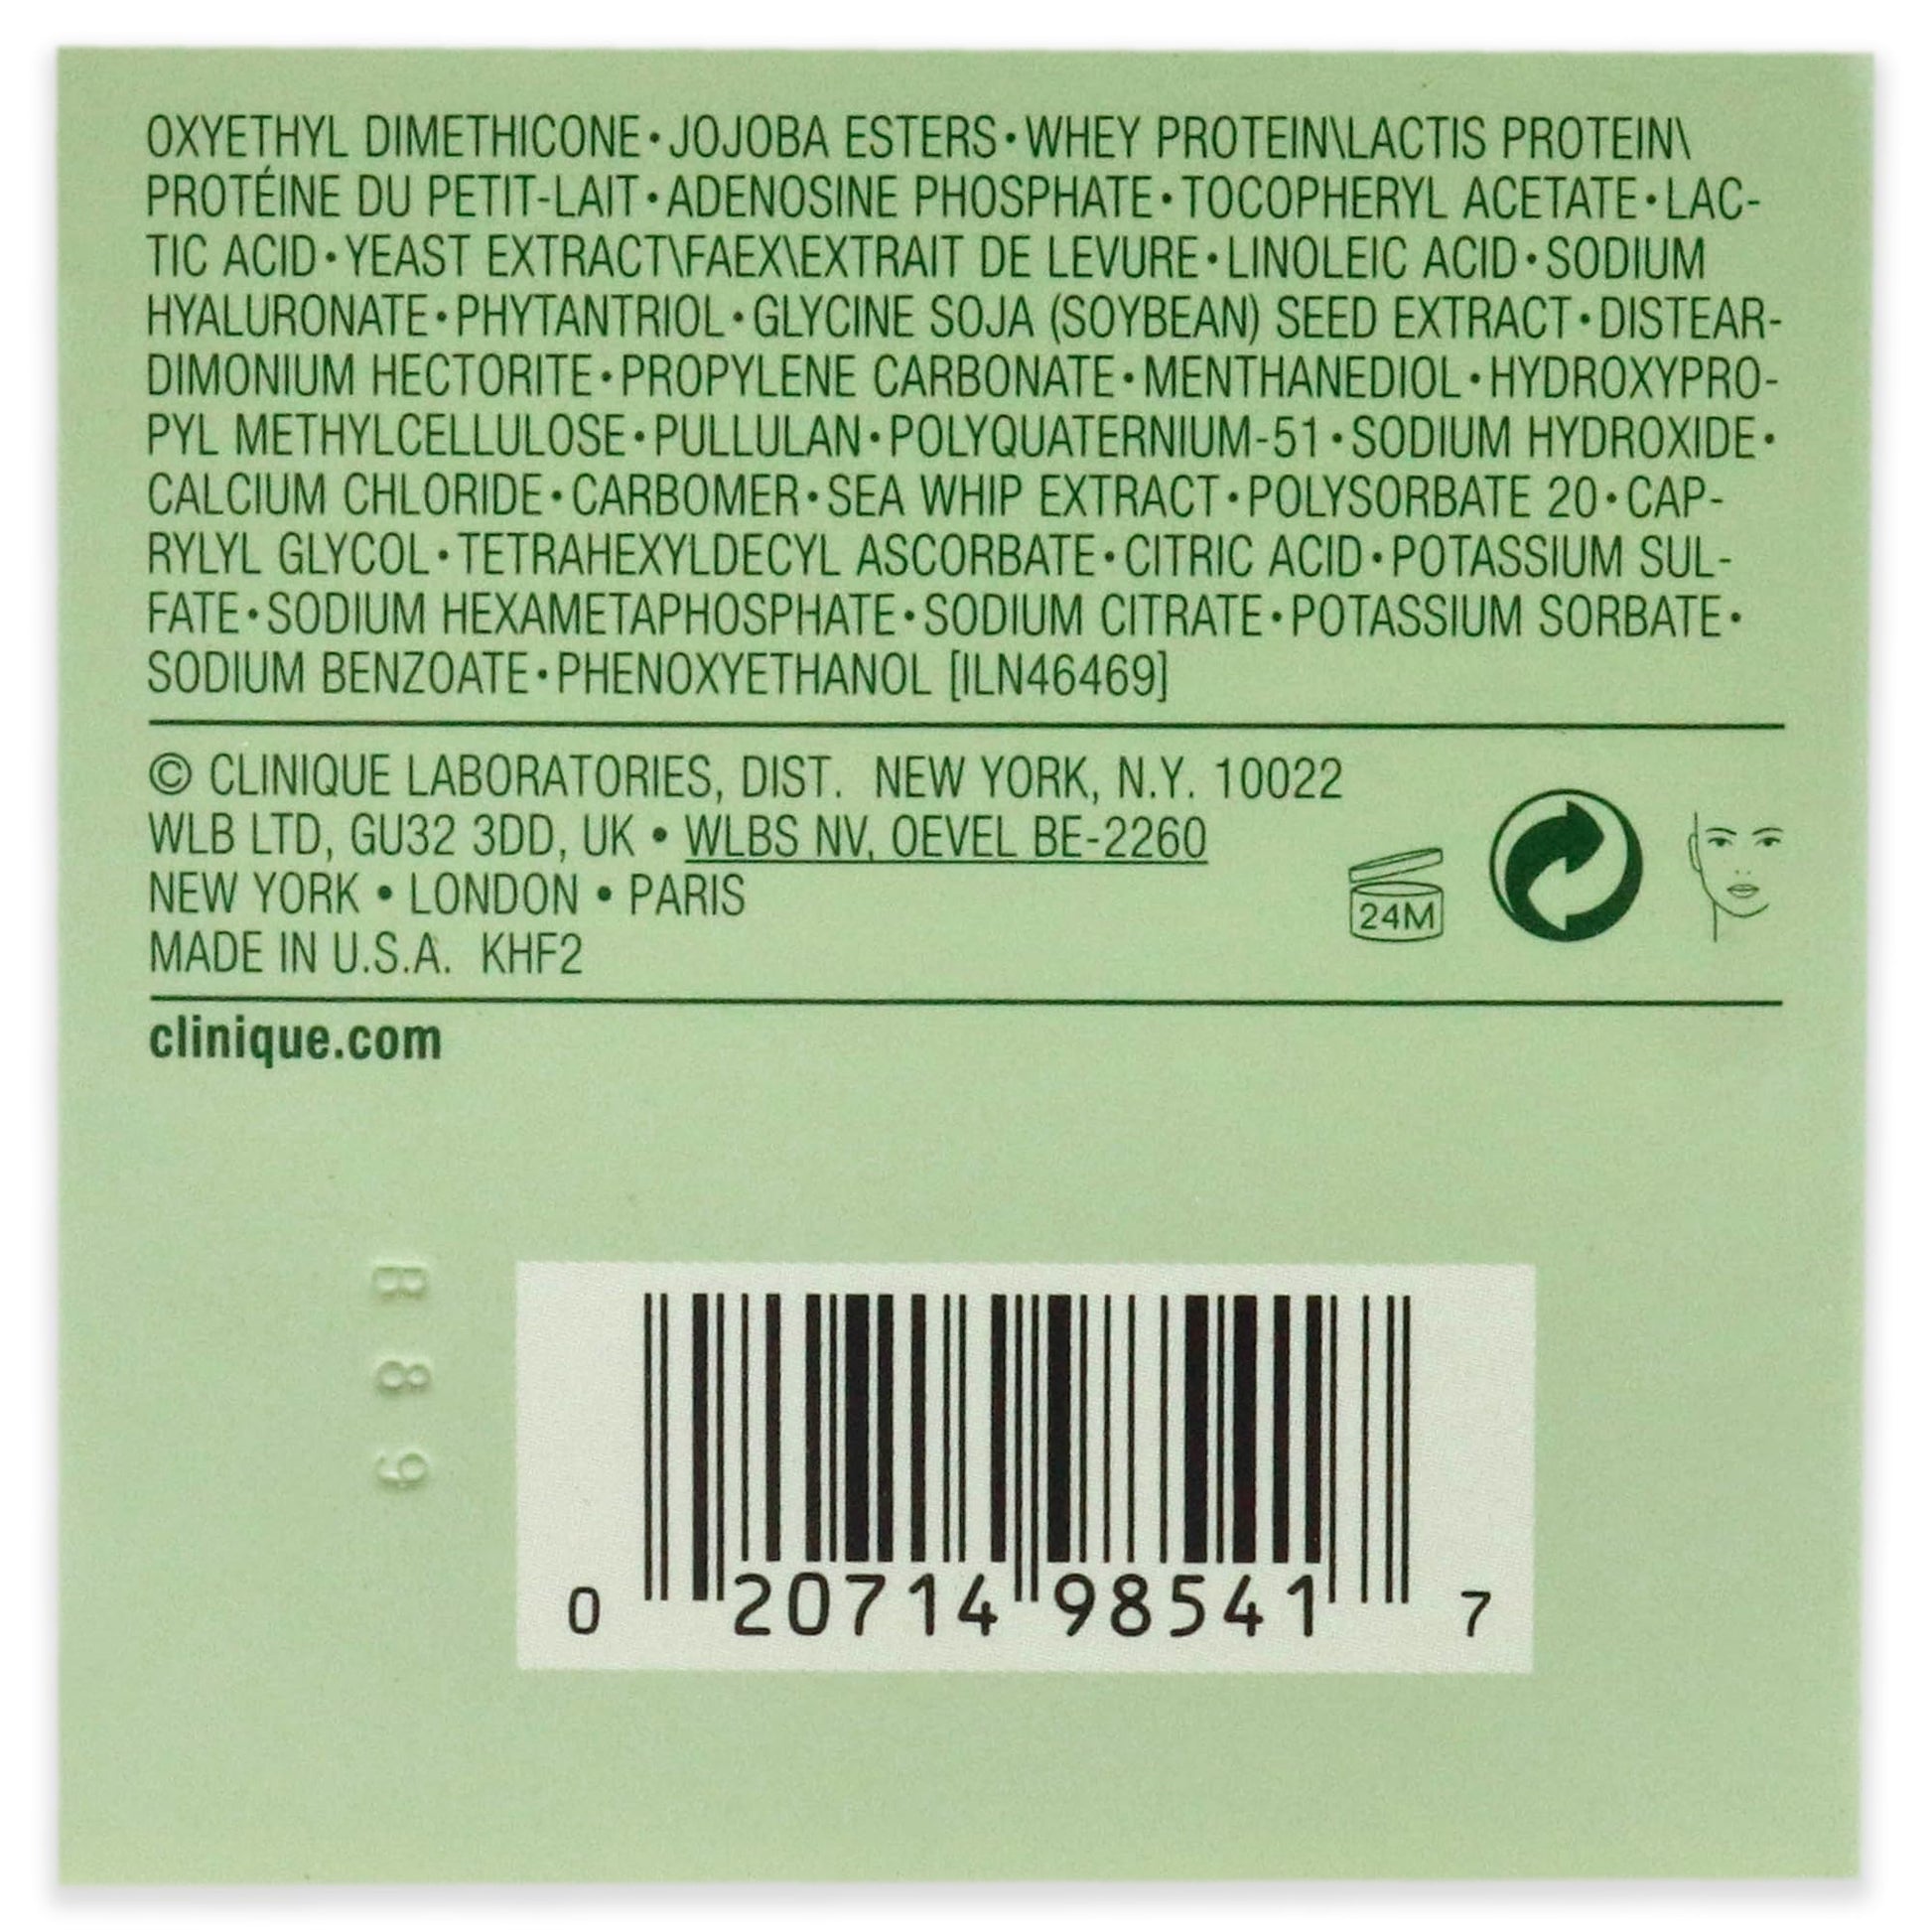 OXYETHYL DIMETHICONE • JOJOBA ESTERS • WHEY PROTEIN\LACTIS PROTEIN\
PROTÉINE DU PETIT-LAIT • ADENOSINE PHOSPHATE • TOCOPHERYL ACETATE • LAC-
TIC ACID • YEAST EXTRACT\FAEX\EXTRAIT DE LEVURE • LINOLEIC ACID • SODIUM
HYALURONATE • PHYTANTRIOL • GLYCINE SOJA (SOYBEAN) SEED EXTRACT • DISTEAR-
DIMONIUM HECTORITE • PROPYLENE CARBONATE • MENTHANEDIOL • HYDROXYPRO-
PYL METHYLCELLULOSE • PULLULAN • POLYQUATERNIUM-51 • SODIUM HYDROXIDE •
CALCIUM CHLORIDE • CARBOMER • SEA WHIP EXTRACT • POLYSORBATE 20 • CAP-
RYLYL GLYCOL • TETRAHEXYLDECYL ASCORBATE • CITRIC ACID • POTASSIUM SUL-
FATE • SODIUM HEXAMETAPHOSPHATE • SODIUM CITRATE • POTASSIUM SORBATE •
SODIUM BENZOATE • PHENOXYETHANOL [ILN46469]
© CLINIQUE LABORATORIES, DIST. NEW YORK, N.Y. 10022
WLB LTD, GU32 3DD, UK • WLBS NV, OEVEL BE-2260
NEW YORK • LONDON • PARIS
MADE IN U.S.A. KHF2
24M
clinique.com
B89
0 20714 98541 7